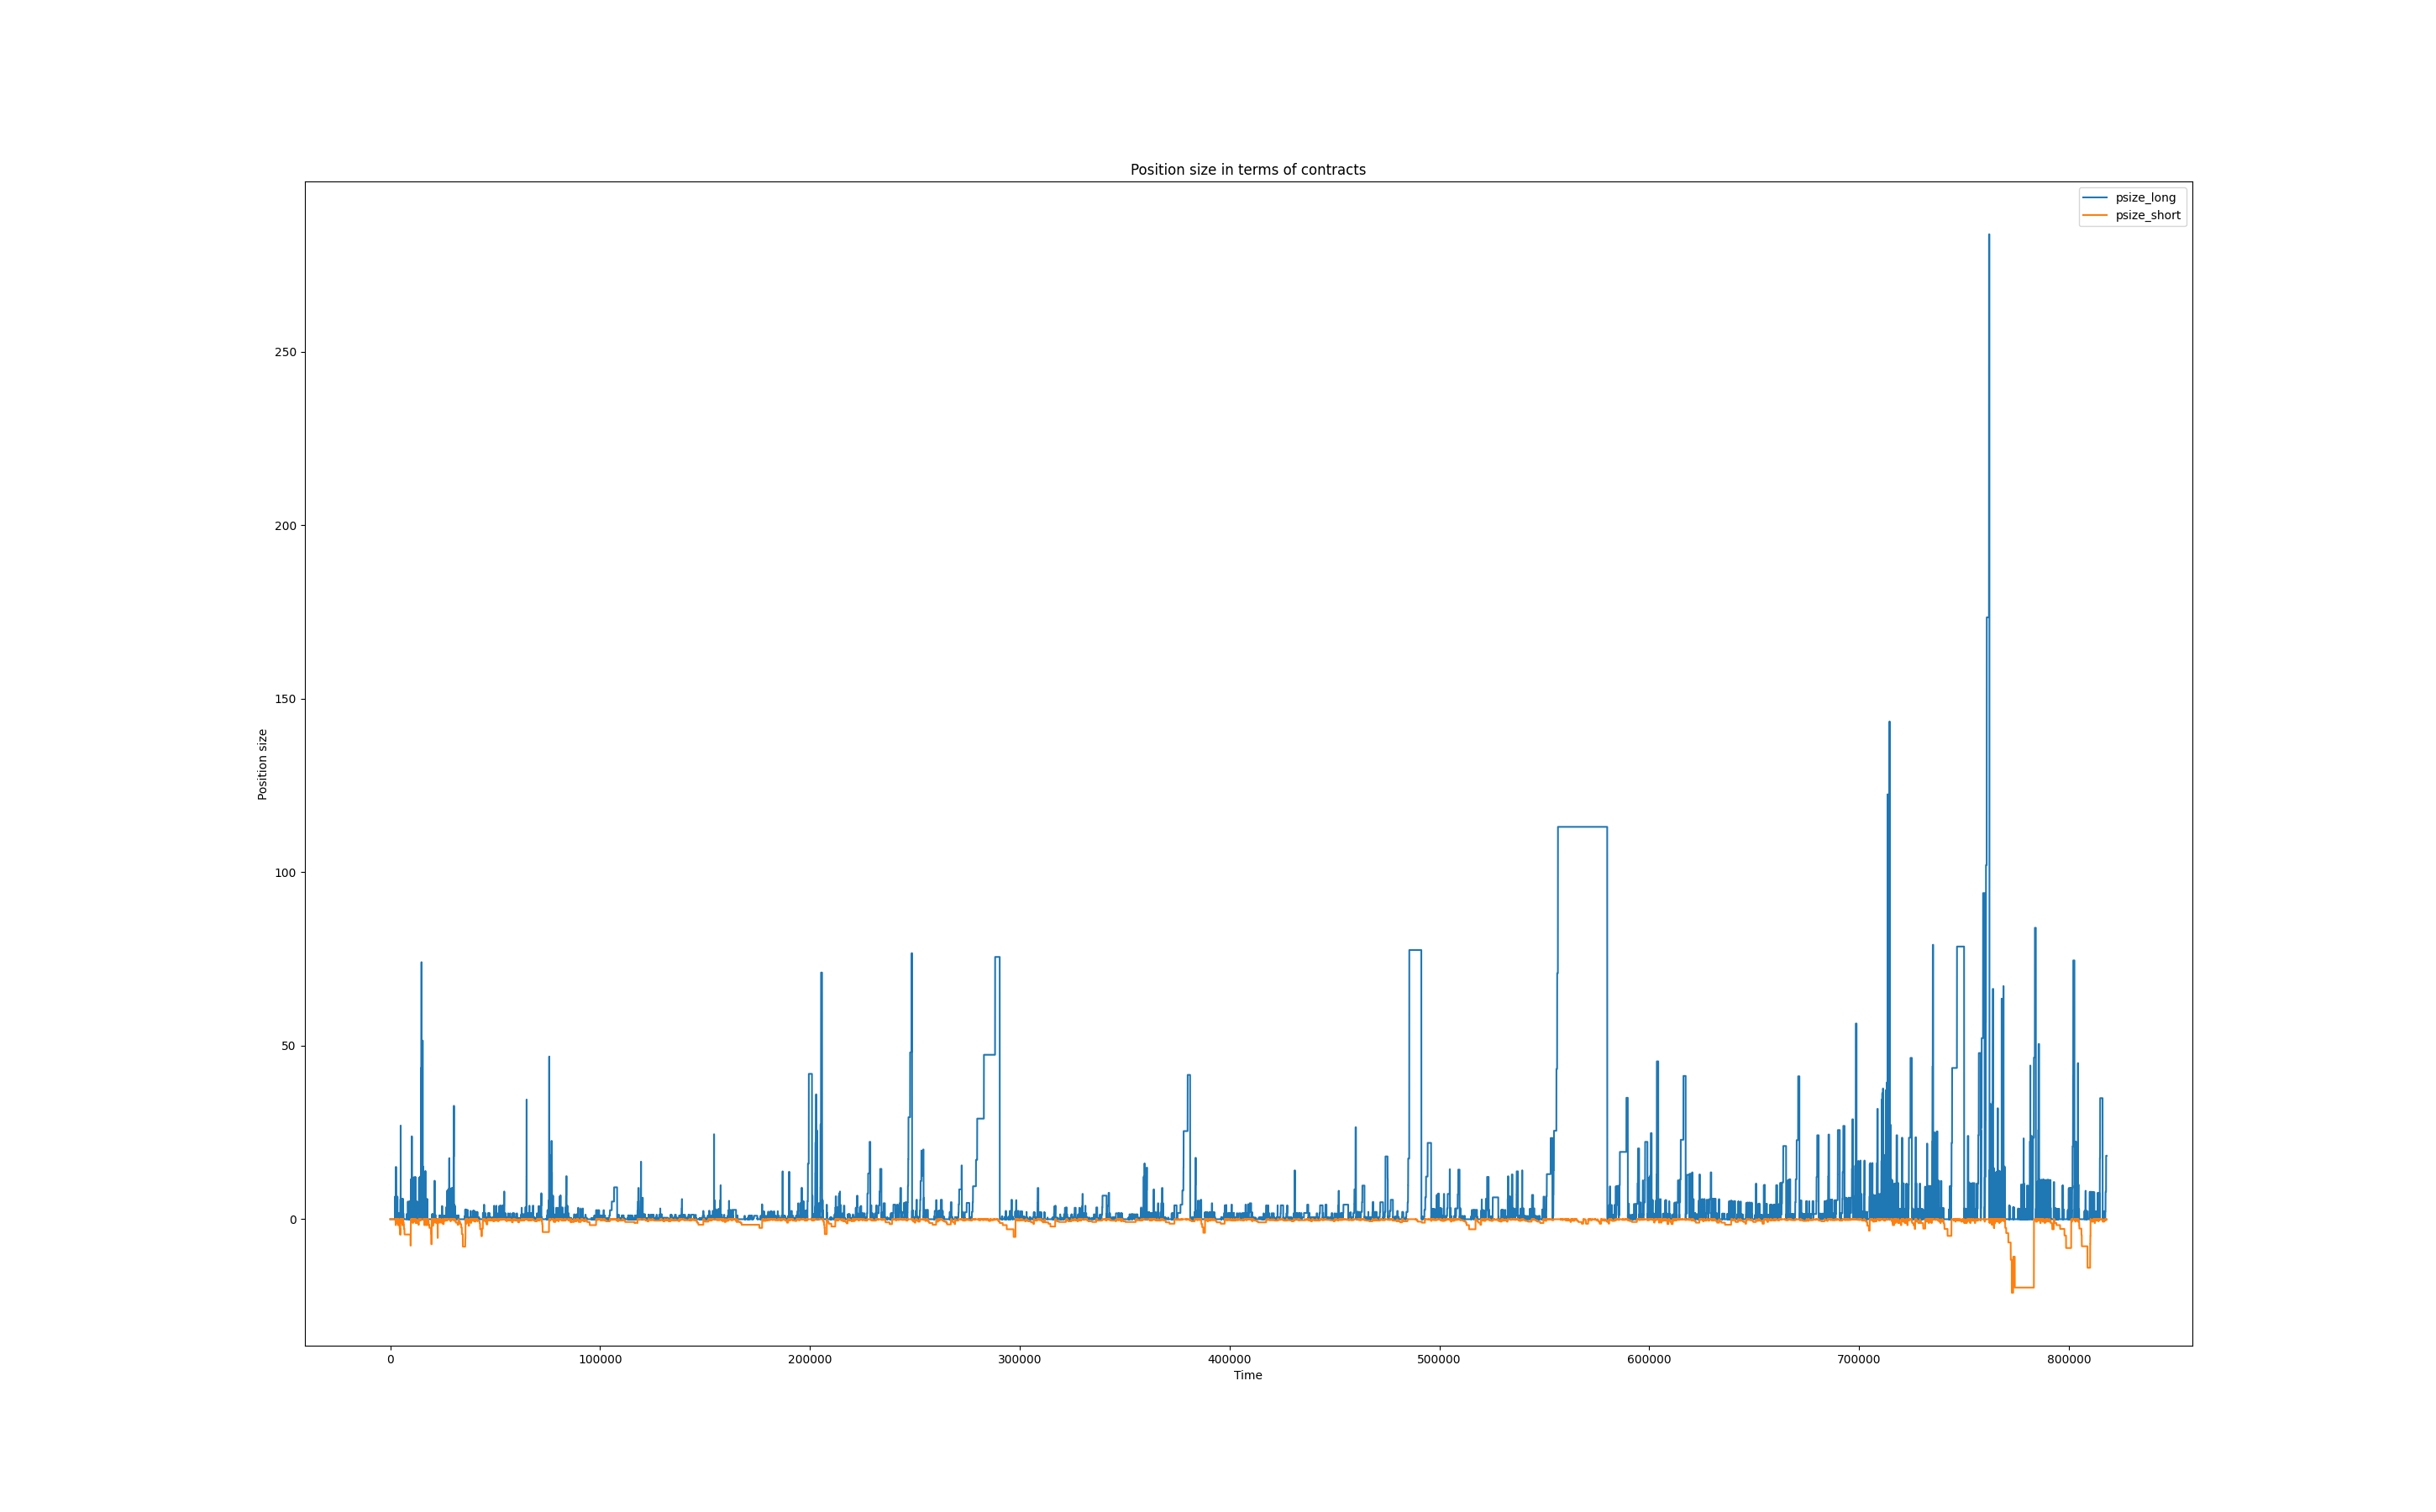 Position size in terms of contracts
psize_long
psize_short
250
200
150
100
50
0
Position size
0 100000 200000 300000 400000 500000 600000 700000 800000
Time